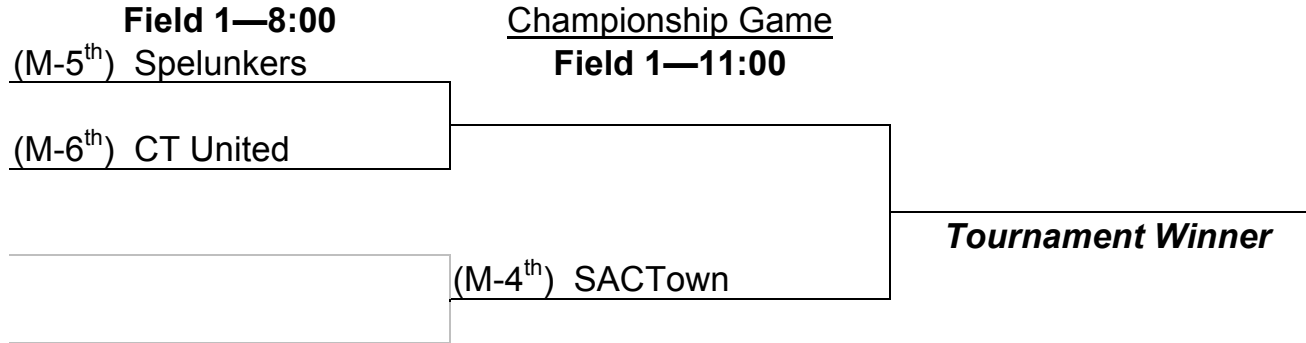 Field 1—8:00
Championship Game
(M-5th) Spelunkers
Field 1—11:00
(M-6th) CT United
Tournament Winner
(M-4th) SACTown